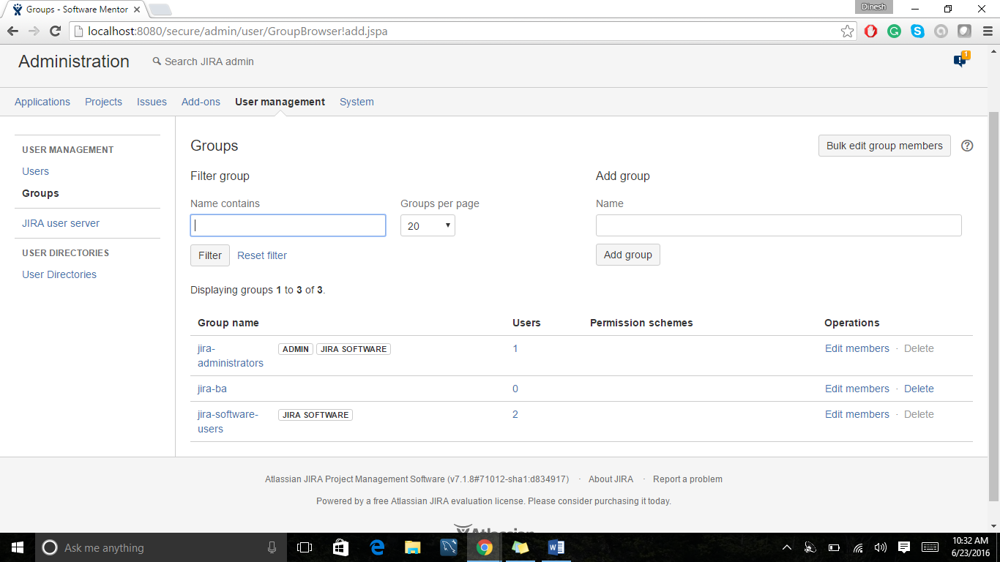 Groups - Software Mentor
Dinesh
localhost:8080/secure/admin/user/GroupBrowser!add.jspa
Administration
Search JIRA admin
1
Applications Projects Issues Add-ons User management System
USER MANAGEMENT
Users
Groups
JIRA user server
USER DIRECTORIES
User Directories
Groups
Bulk edit group members
Filter group
Add group
Name contains
Groups per page
Name
20
Filter Reset filter
Add group
Displaying groups 1 to 3 of 3.
Group name Users Permission schemes Operations
jira-
administrators
ADMIN JIRA SOFTWARE
1
Edit members · Delete
jira-ba
0
Edit members · Delete
jira-software-
users
JIRA SOFTWARE
2
Edit members · Delete
Atlassian JIRA Project Management Software (v7.1.8#71012-sha1:d834917) · About JIRA · Report a problem
Powered by a free Atlassian JIRA evaluation license. Please consider purchasing it today.
Atlassian
Ask me anything
10:32 AM
6/23/2016